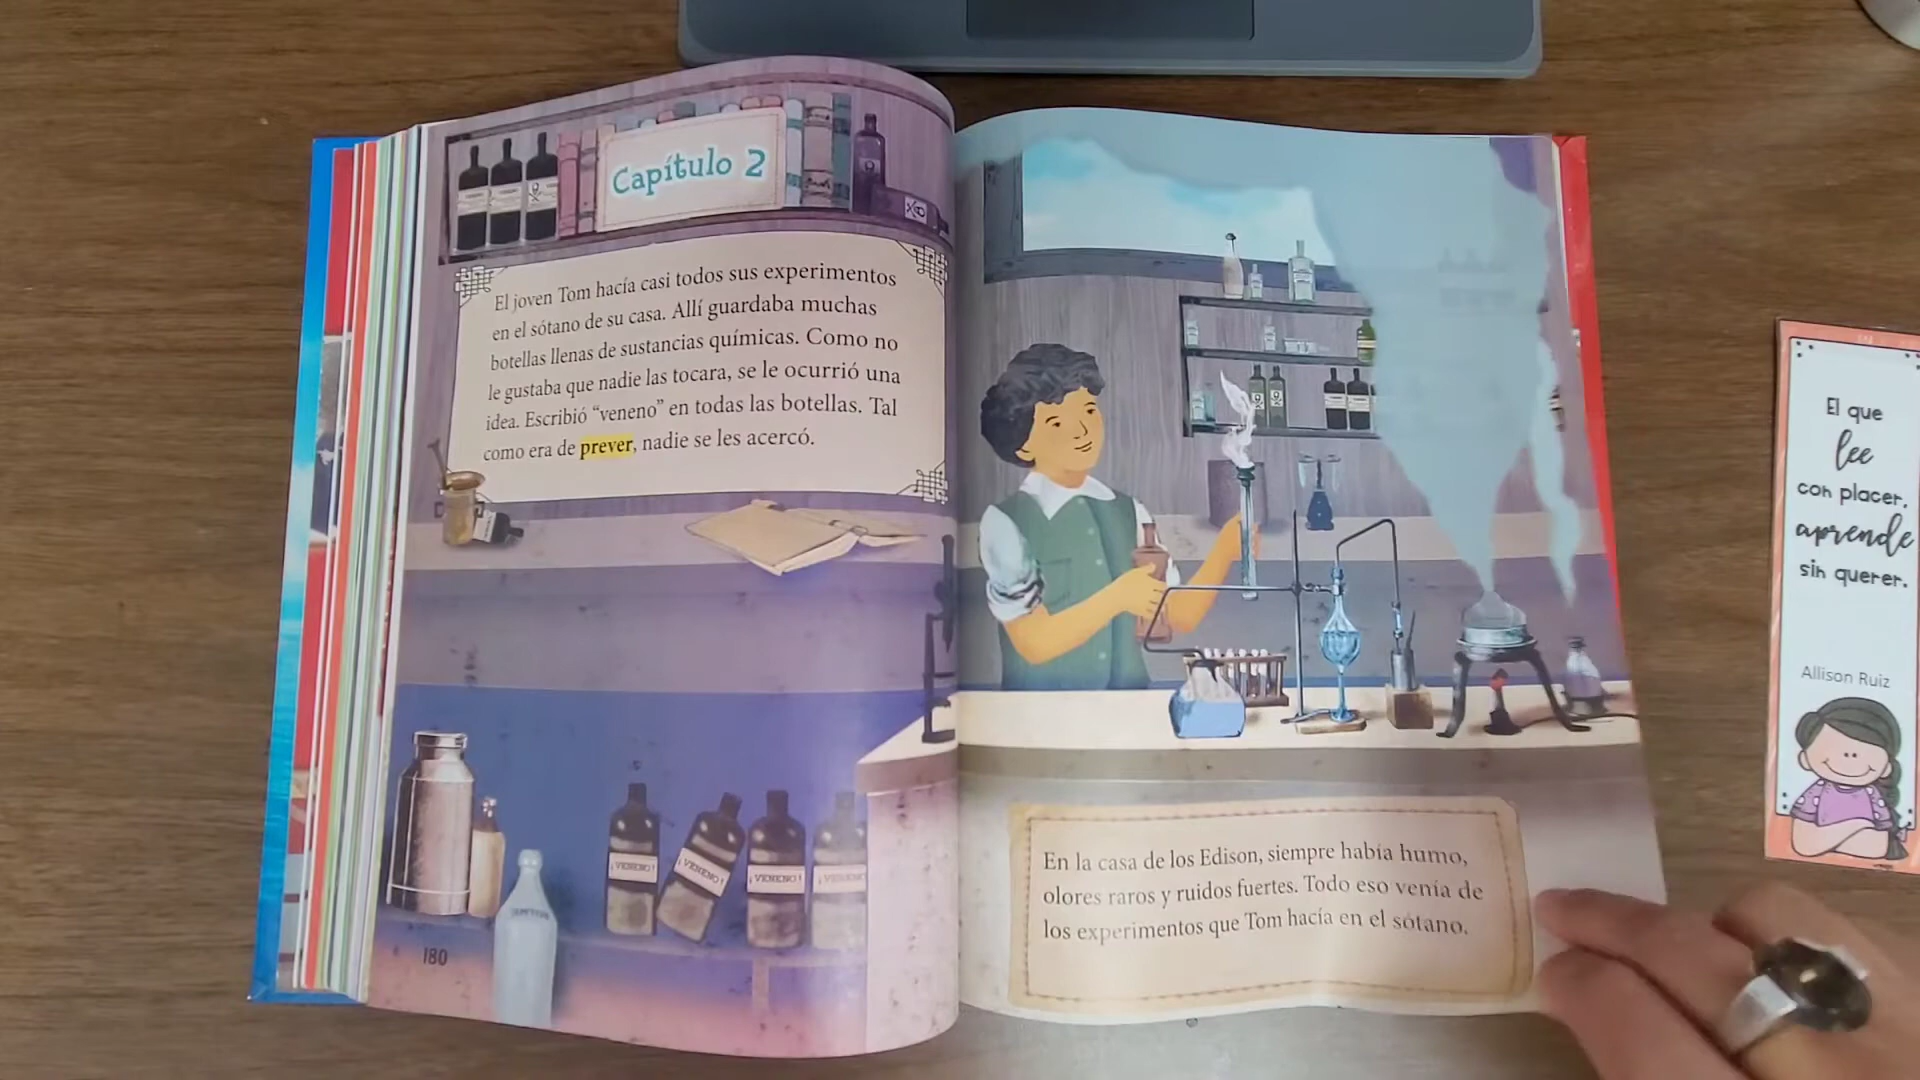 Capítulo 2
El joven Tom hacía casi todos sus experimentos
en el sótano de su casa. Allí guardaba muchas
botellas llenas de sustancias químicas. Como no
le gustaba que nadie las tocara, se le ocurrió una
idea. Escribió “veneno” en todas las botellas. Tal
como era de prever, nadie se les acercó.
¡VENENO!
¡VENENO!
¡VENENO!
¡VENENO
180
En la casa de los Edison, siempre había humo,
olores raros y ruidos fuertes. Todo eso venía de
los experimentos que Tom hacía en el sótano.
El que
lee
con placer,
aprende
sin querer.
Allison Ruiz